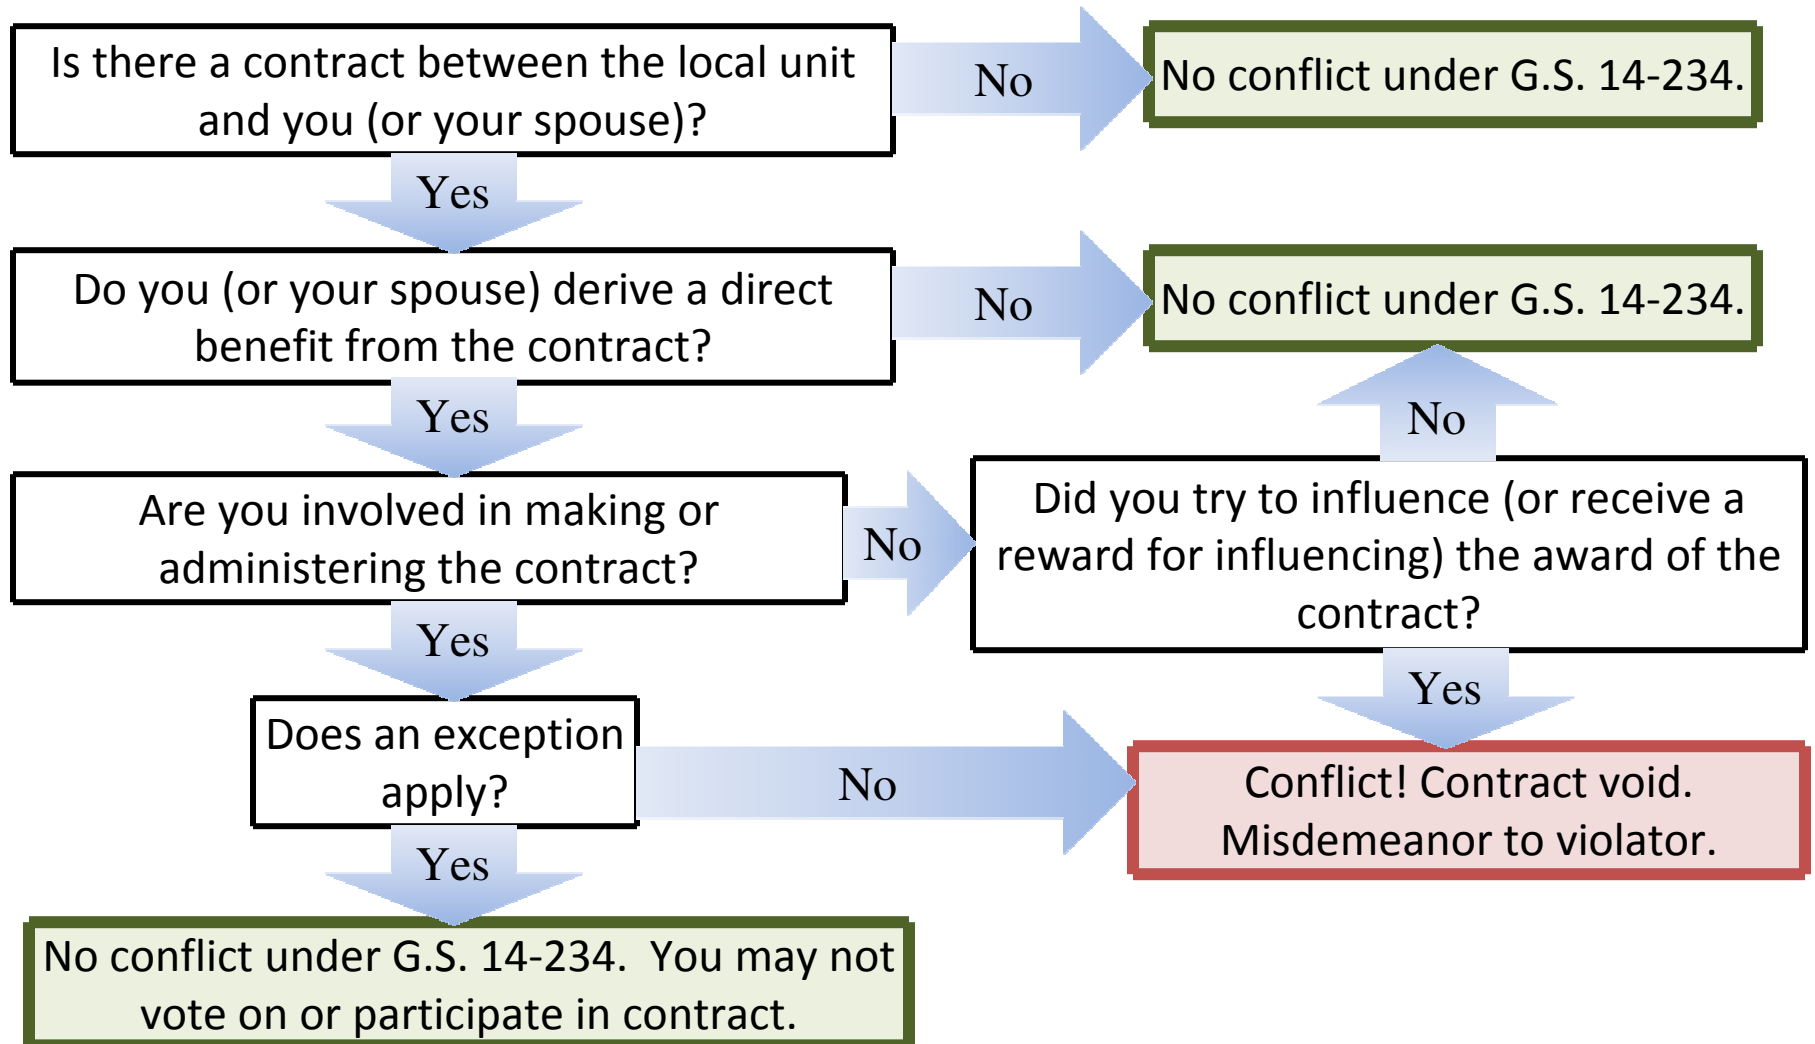 Is there a contract between the local unit
and you (or your spouse)?
No
No conflict under G.S. 14-234.
Yes
Do you (or your spouse) derive a direct
benefit from the contract?
No
No conflict under G.S. 14-234.
Yes
No
Are you involved in making or
administering the contract?
No
Did you try to influence (or receive a
reward for influencing) the award of the
contract?
Yes
Yes
Does an exception
apply?
No
Conflict! Contract void.
Misdemeanor to violator.
Yes
No conflict under G.S. 14-234.  You may not
vote on or participate in contract.